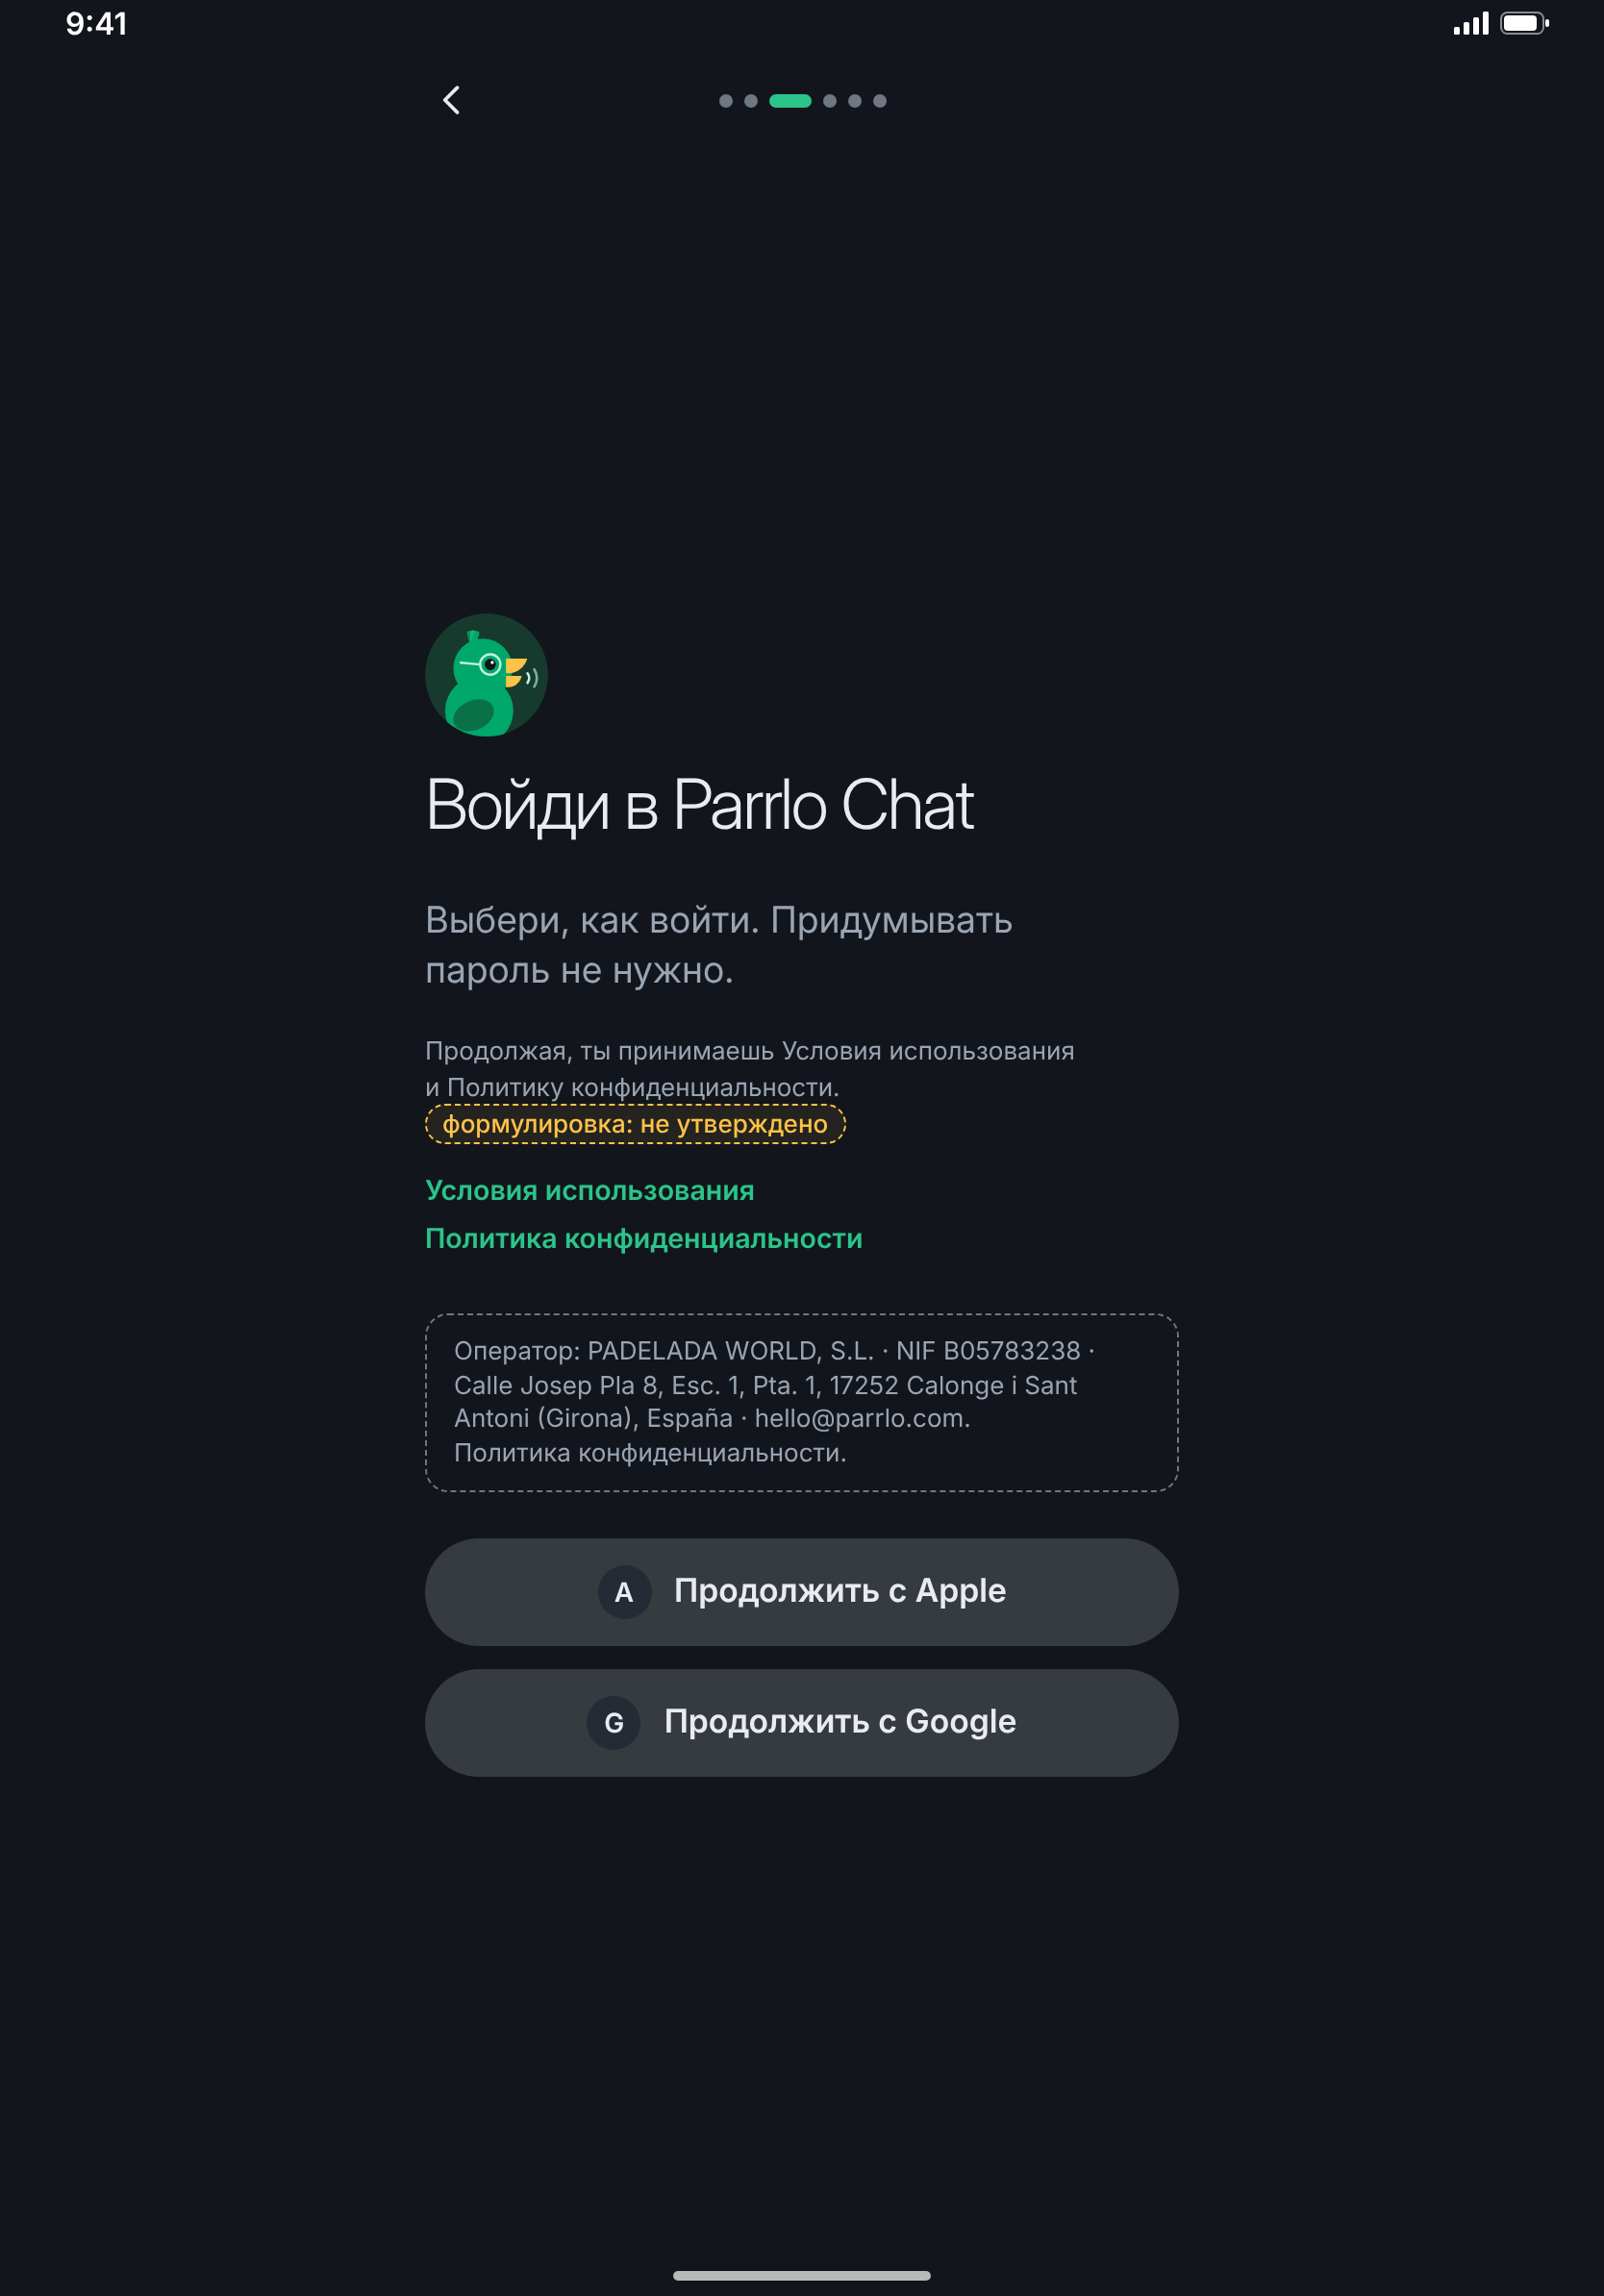 9:41
Войди в Parrlo Chat
Выбери, как войти. Придумывать
пароль не нужно.
Продолжая, ты принимаешь Условия использования
и Политику конфиденциальности.
формулировка: не утверждено
Условия использования
Политика конфиденциальности
Оператор: PADELADA WORLD, S.L. · NIF B05783238 ·
Calle Josep Pla 8, Esc. 1, Pta. 1, 17252 Calonge i Sant
Antoni (Girona), España · hello@parrlo.com.
Политика конфиденциальности.
A Продолжить с Apple
G Продолжить с Google